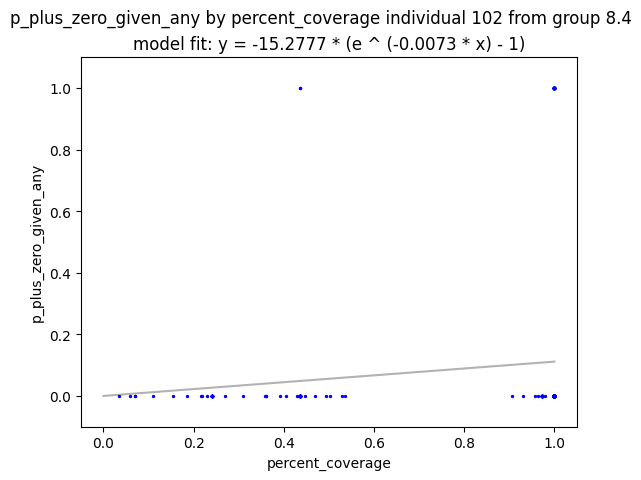 p_plus_zero_given_any by percent_coverage individual 102 from group 8.4
model fit: y = -15.2777 * (e ^ (-0.0073 * x) - 1)
1.0
0.8
0.6
0.4
0.2
0.0
p_plus_zero_given_any
0.0 0.2 0.4 0.6 0.8 1.0
percent_coverage